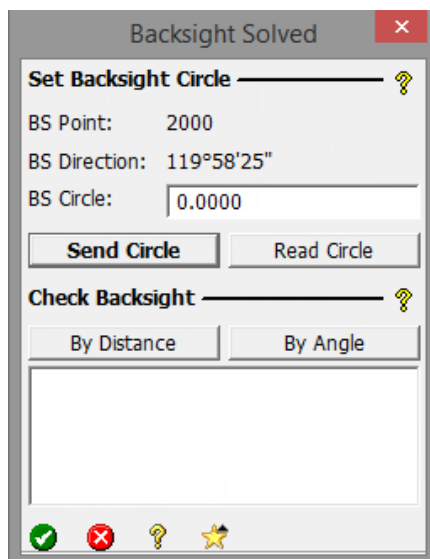 Backsight Solved
Set Backsight Circle
BS Point: 2000
BS Direction: 119°58'25"
BS Circle: 0.0000
Send Circle Read Circle
Check Backsight
By Distance By Angle